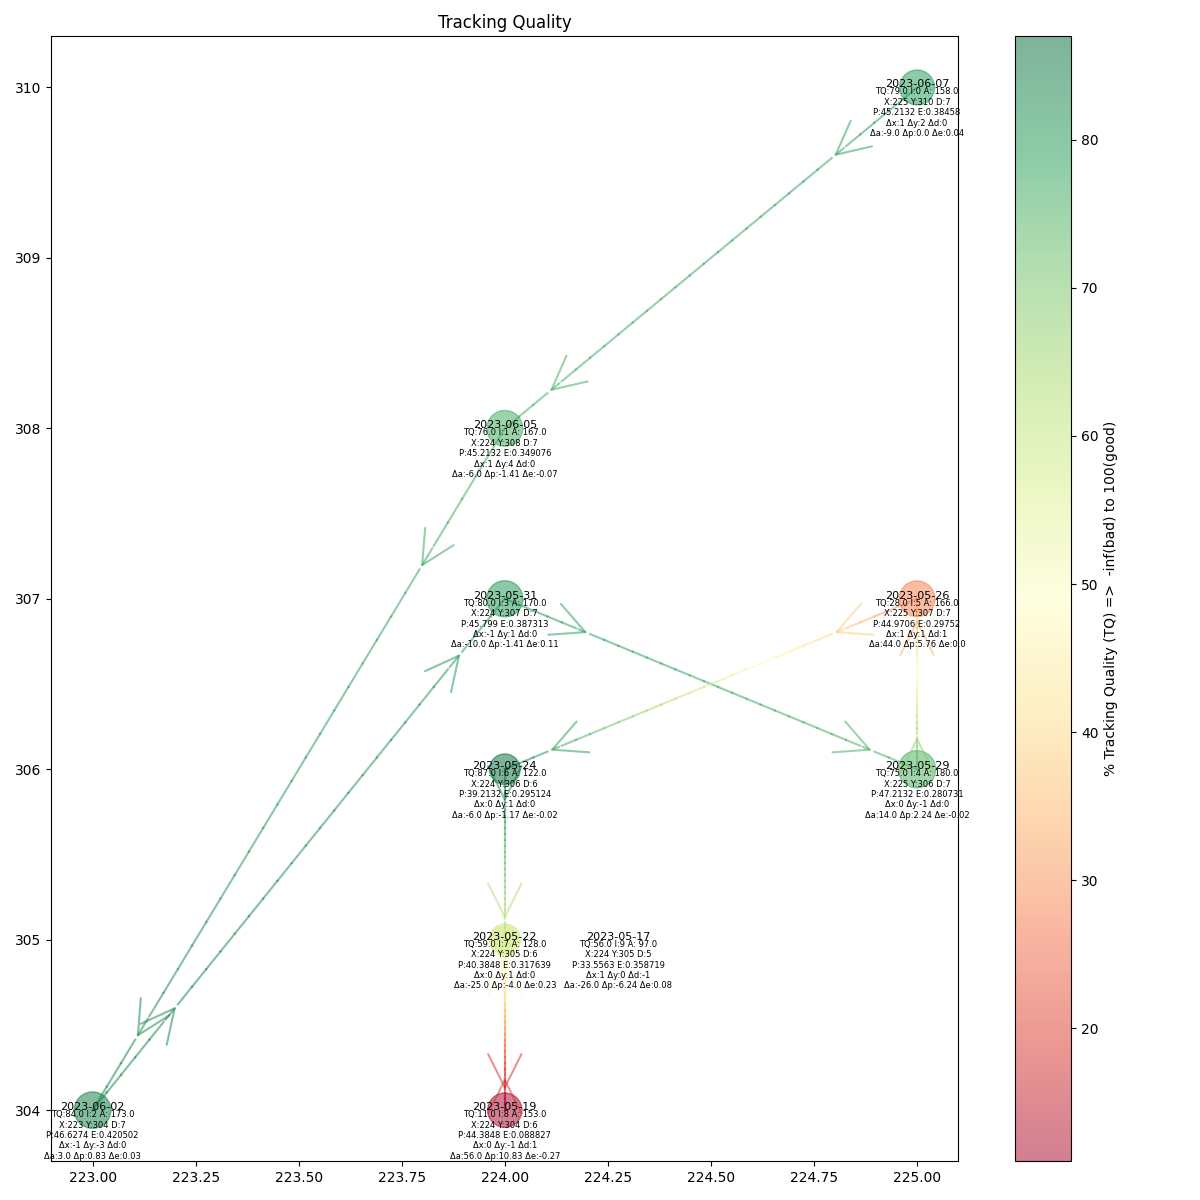 Tracking Quality
310
309
308
307
306
305
304
2023-06-07
TQ:79.0 I:0 A: 158.0
X:225 Y:310 D:7
P:45.2132 E:0.38458
Δx:1 Δy:2 Δd:0
Δa:-9.0 Δp:0.0 Δe:0.04
2023-06-05
TQ:76.0 I:1 A: 167.0
X:224 Y:308 D:7
P:45.2132 E:0.349076
Δx:1 Δy:4 Δd:0
Δa:-6.0 Δp:-1.41 Δe:-0.07
2023-05-31
TQ:80.0 I:3 A: 170.0
X:224 Y:307 D:7
P:45.799 E:0.387313
Δx:-1 Δy:1 Δd:0
Δa:-10.0 Δp:-1.41 Δe:0.11
2023-05-26
TQ:28.0 I:5 A: 166.0
X:225 Y:307 D:7
P:44.9706 E:0.29752
Δx:1 Δy:1 Δd:1
Δa:44.0 Δp:5.76 Δe:0.0
2023-05-24
TQ:87.0 I:6 A: 122.0
X:224 Y:306 D:6
P:39.2132 E:0.295124
Δx:0 Δy:1 Δd:0
Δa:-6.0 Δp:-1.17 Δe:-0.02
2023-05-29
TQ:75.0 I:4 A: 180.0
X:225 Y:306 D:7
P:47.2132 E:0.280731
Δx:0 Δy:-1 Δd:0
Δa:14.0 Δp:2.24 Δe:-0.02
2023-05-22
TQ:59.0 I:7 A: 128.0
X:224 Y:305 D:6
P:40.3848 E:0.317639
Δx:0 Δy:1 Δd:0
Δa:-25.0 Δp:-4.0 Δe:0.23
2023-05-17
TQ:56.0 I:9 A: 97.0
X:224 Y:305 D:5
P:33.5563 E:0.358719
Δx:1 Δy:0 Δd:-1
Δa:-26.0 Δp:-6.24 Δe:0.08
2023-06-02
TQ:84.0 I:2 A: 173.0
X:223 Y:304 D:7
P:46.6274 E:0.420502
Δx:-1 Δy:-3 Δd:0
Δa:3.0 Δp:0.83 Δe:0.03
2023-05-19
TQ:11.0 I:8 A: 153.0
X:224 Y:304 D:6
P:44.3848 E:0.088827
Δx:0 Δy:-1 Δd:1
Δa:56.0 Δp:10.83 Δe:-0.27
223.00 223.25 223.50 223.75 224.00 224.25 224.50 224.75 225.00
80
70
60
50
40
30
20
% Tracking Quality (TQ) => -inf(bad) to 100(good)